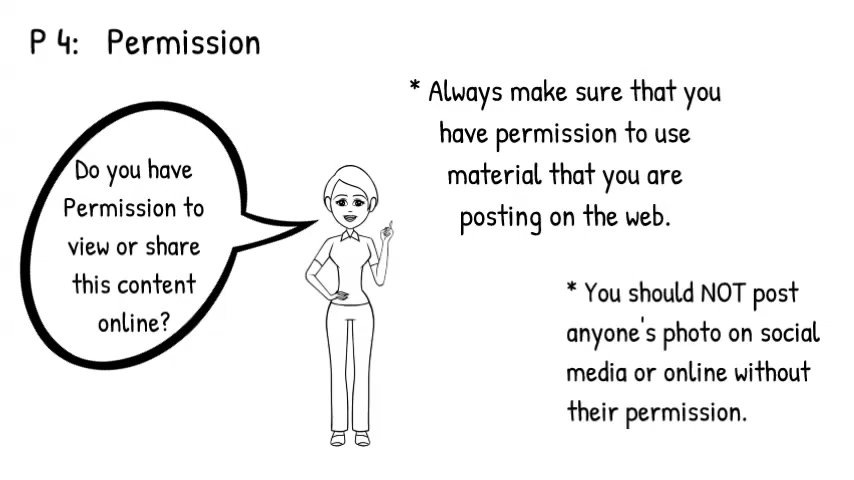 P 4: Permission
Do you have
Permission to
view or share
this content
online?
* Always make sure that you
have permission to use
material that you are
posting on the web.
* You should NOT post
anyone's photo on social
media or online without
their permission.